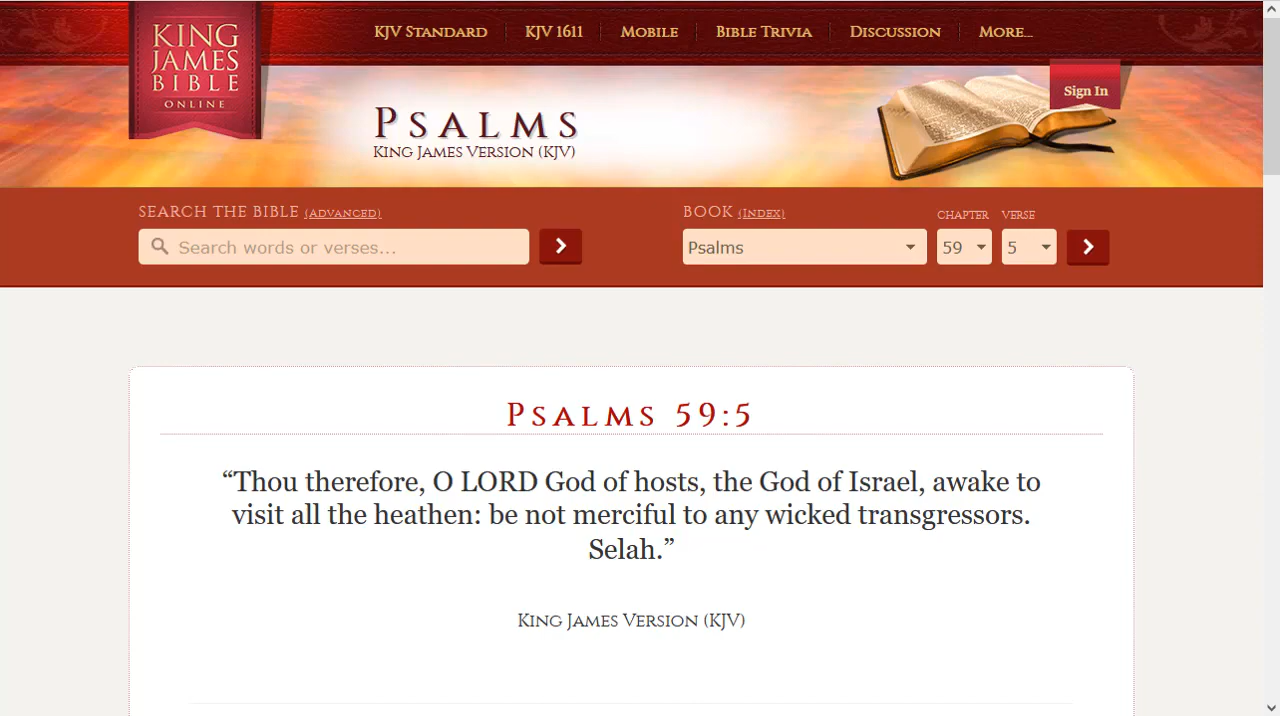 KING
JAMES
BIBLE
ONLINE
KJV Standard
KJV 1611
Mobile
Bible Trivia
Discussion
More...
Sign In
Psalms
King James Version (KJV)
SEARCH THE BIBLE (Advanced)
Search words or verses...
BOOK (Index)
Psalms
CHAPTER
59
VERSE
5
Psalms 59:5
“Thou therefore, O LORD God of hosts, the God of Israel, awake to
visit all the heathen: be not merciful to any wicked transgressors.
Selah.”
King James Version (KJV)